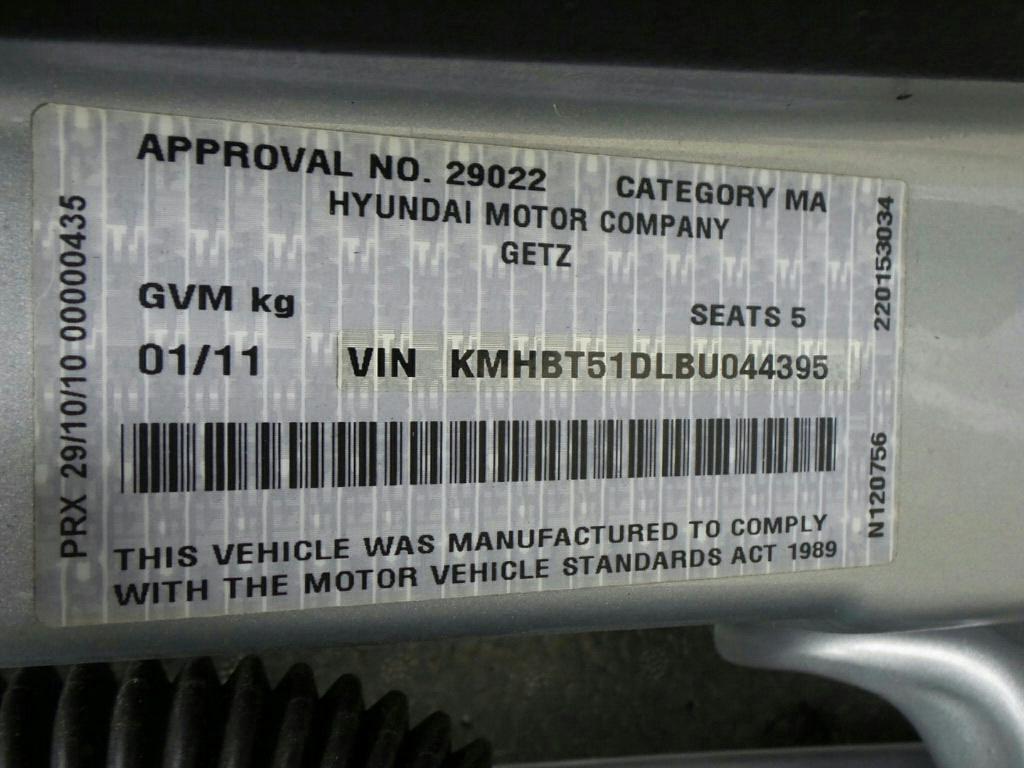 APPROVAL NO. 29022 CATEGORY MA
HYUNDAI MOTOR COMPANY
GETZ
GVM kg SEATS 5
01/11 VIN KMHBT51DLBU044395
THIS VEHICLE WAS MANUFACTURED TO COMPLY
WITH THE MOTOR VEHICLE STANDARDS ACT 1989
PRX 29/10/10 00000435
N120756 220153034